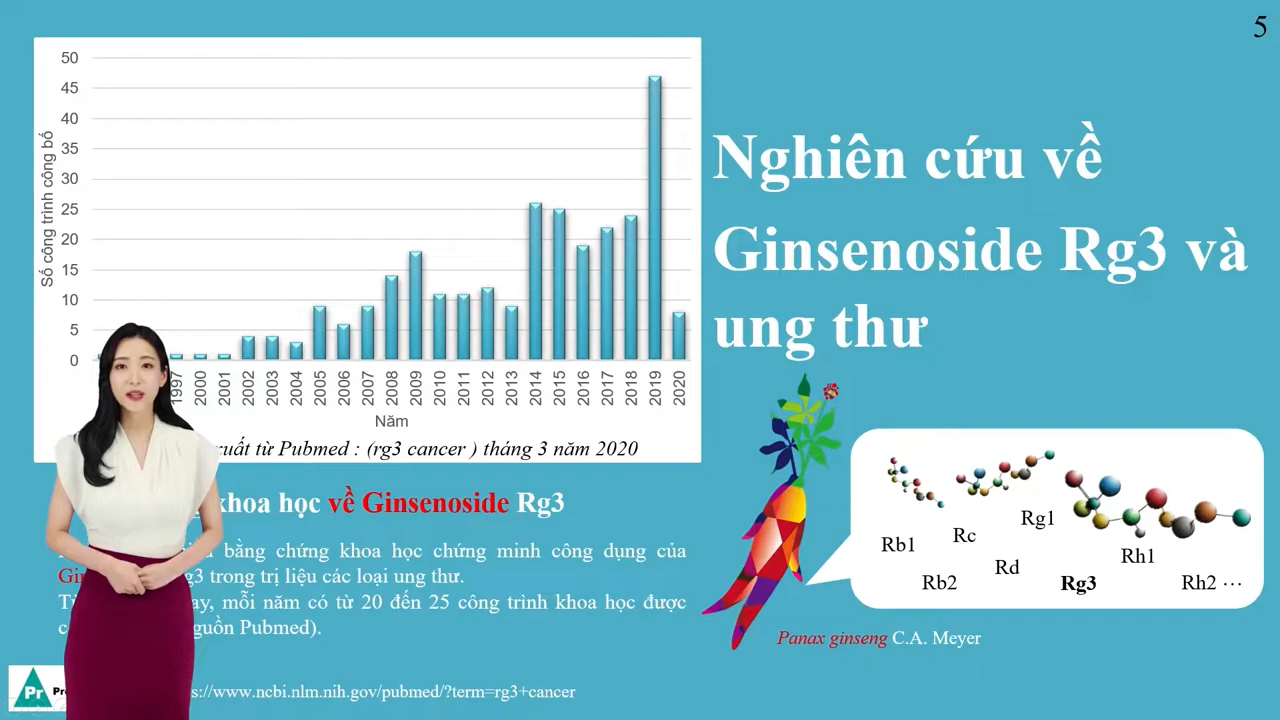 5
50
45
40
35
30
25
20
15
10
5
0
Số công trình công bố
1997 2000 2001 2002 2003 2004 2005 2006 2007 2008 2009 2010 2011 2012 2013 2014 2015 2016 2017 2018 2019 2020
Năm
từ Pubmed : (rg3 cancer ) tháng 3 năm 2020
Nghiên cứu về
Ginsenoside Rg3 và
ung thư
khoa học về Ginsenoside Rg3
bằng chứng khoa học chứng minh công dụng của
trong trị liệu các loại ung thư.
mỗi năm có từ 20 đến 25 công trình khoa học được
Pubmed).
Rb1
Rc
Rg1
Rb2
Rd
Rg3
Rh1
Rh2 ⋯
Panax ginseng C.A. Meyer
Pr
s://www.ncbi.nlm.nih.gov/pubmed/?term=rg3+cancer